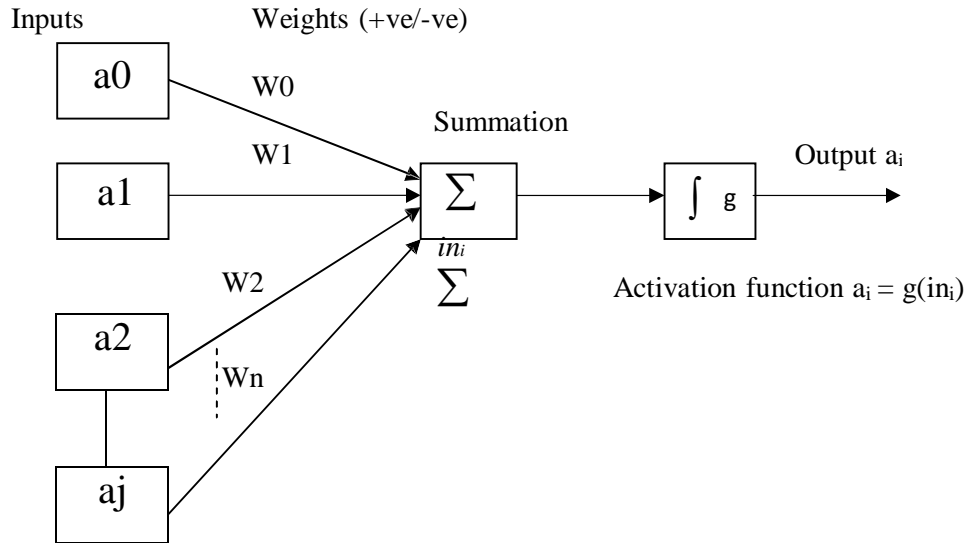 Inputs
Weights (+ve/-ve)
a0
W0
Summation
W1
Output aᵢ
a1
∑
∫ g
inᵢ
∑
W2
Activation function aᵢ = g(inᵢ)
a2
Wn
aj